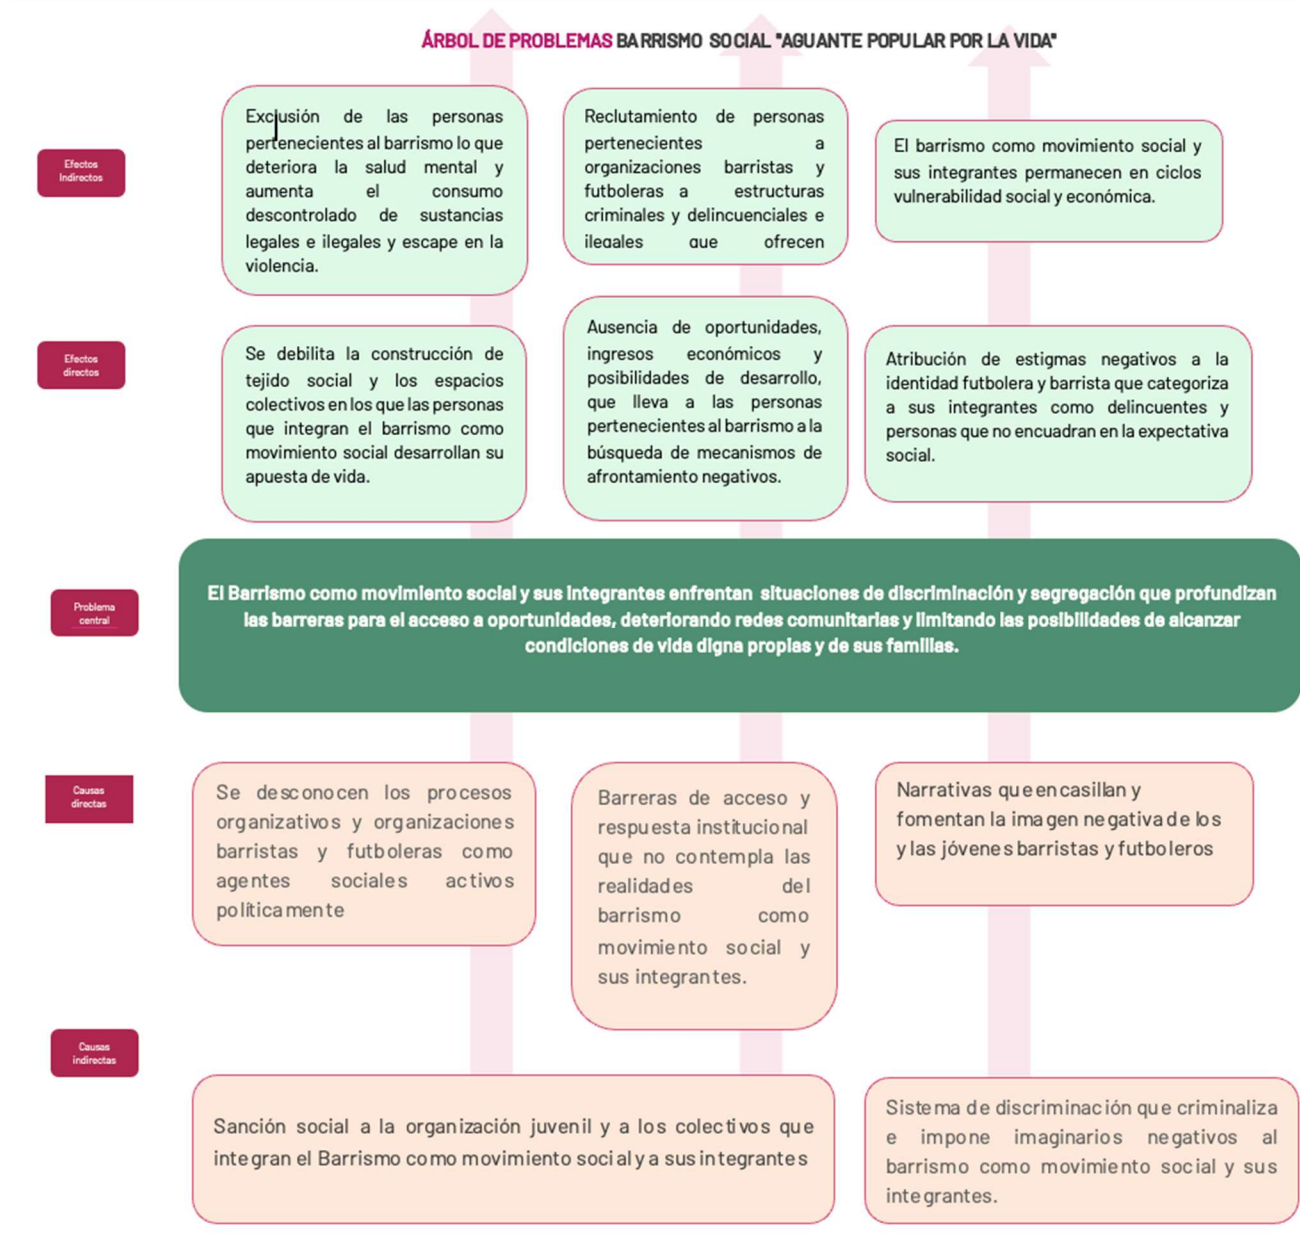 ÁRBOL DE PROBLEMAS BARRISMO SOCIAL "AGUANTE POPULAR POR LA VIDA"
Efectos
Indirectos
Exclusión de las personas
pertenecientes al barrismo lo que
deteriora la salud mental y
aumenta el consumo
descontrolado de sustancias
legales e ilegales y escape en la
violencia.
Reclutamiento de personas
pertenecientes a
organizaciones barristas y
futboleras a estructuras
criminales y delincuenciales e
ilegales que ofrecen
El barrismo como movimiento social y
sus integrantes permanecen en ciclos
vulnerabilidad social y económica.
Efectos
directos
Se debilita la construcción de
tejido social y los espacios
colectivos en los que las personas
que integran el barrismo como
movimiento social desarrollan su
apuesta de vida.
Ausencia de oportunidades,
ingresos económicos y
posibilidades de desarrollo,
que lleva a las personas
pertenecientes al barrismo a la
búsqueda de mecanismos de
afrontamiento negativos.
Atribución de estigmas negativos a la
identidad futbolera y barrista que categoriza
a sus integrantes como delincuentes y
personas que no encuadran en la expectativa
social.
Problema
central
El Barrismo como movimiento social y sus integrantes enfrentan situaciones de discriminación y segregación que profundizan
las barreras para el acceso a oportunidades, deteriorando redes comunitarias y limitando las posibilidades de alcanzar
condiciones de vida digna propias y de sus familias.
Causas
directas
Se desconocen los procesos
organizativos y organizaciones
barristas y futboleras como
agentes sociales activos
políticamente
Barreras de acceso y
respuesta institucional
que no contempla las
realidades del
barrismo como
movimiento social y
sus integrantes.
Narrativas que encasillan y
fomentan la imagen negativa de los
y las jóvenes barristas y futboleros
Causas
indirectas
Sanción social a la organización juvenil y a los colectivos que
integran el Barrismo como movimiento social y a sus integrantes
Sistema de discriminación que criminaliza
e impone imaginarios negativos al
barrismo como movimiento social y sus
integrantes.